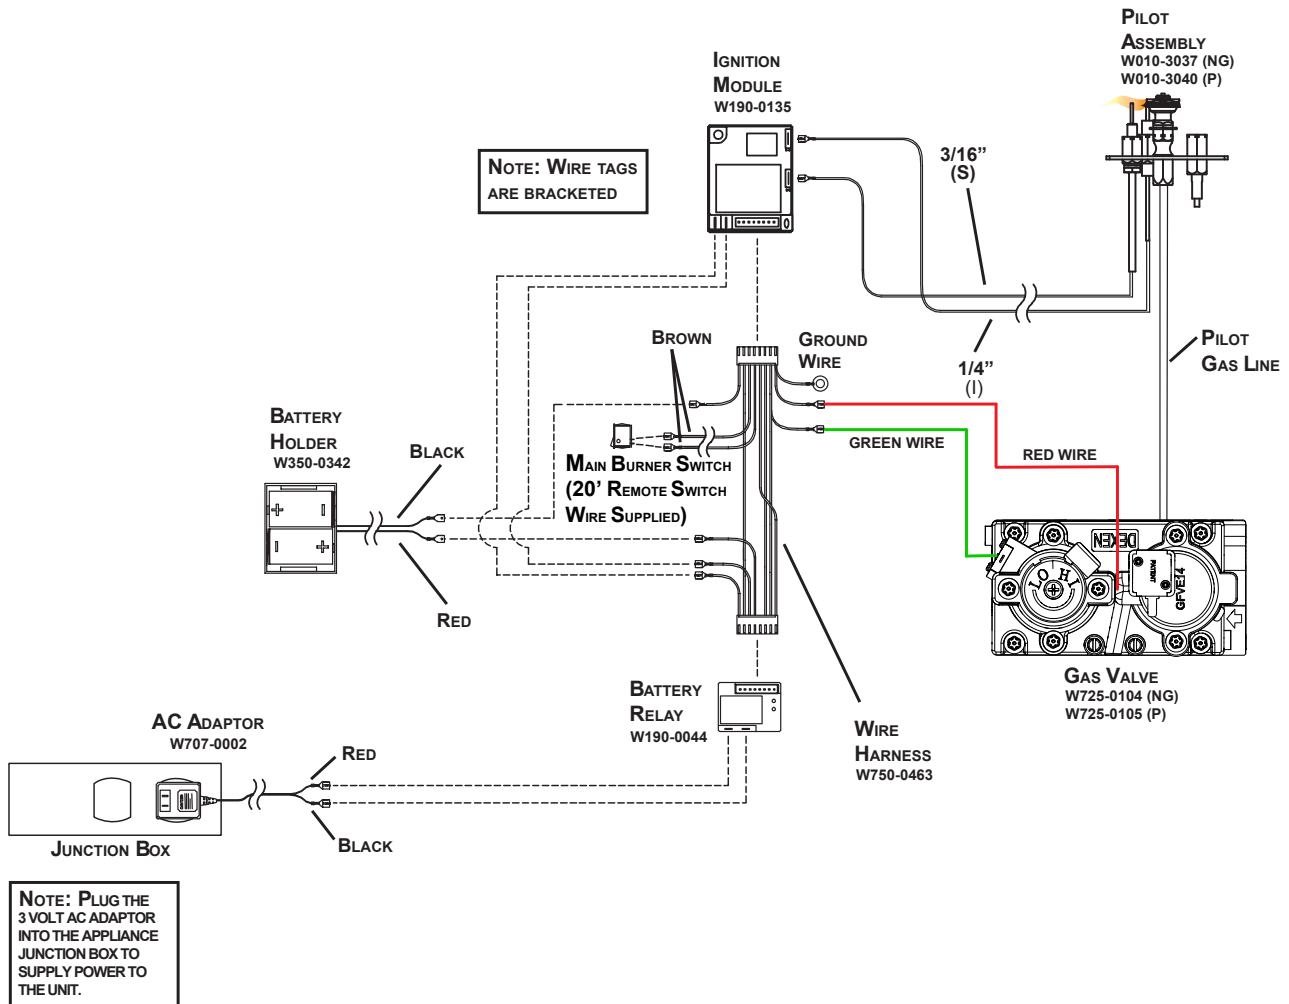 PILOT
ASSEMBLY
W010-3037 (NG)
W010-3040 (P)
IGNITION
MODULE
W190-0135
NOTE: WIRE TAGS
ARE BRACKETED
3/16”
(S)
1/4”
(I)
PILOT
GAS LINE
BROWN
GROUND
WIRE
BATTERY
HOLDER
W350-0342
BLACK
RED
+ -
- +
MAIN BURNER SWITCH
(20’ REMOTE SWITCH
WIRE SUPPLIED)
GREEN WIRE
RED WIRE
DEXEN
LO HI
PATENT
GFVE14
GAS VALVE
W725-0104 (NG)
W725-0105 (P)
BATTERY
RELAY
W190-0044
WIRE
HARNESS
W750-0463
AC ADAPTOR
W707-0002
RED
BLACK
JUNCTION BOX
NOTE: PLUG THE
3 VOLT AC ADAPTOR
INTO THE APPLIANCE
JUNCTION BOX TO
SUPPLY POWER TO
THE UNIT.